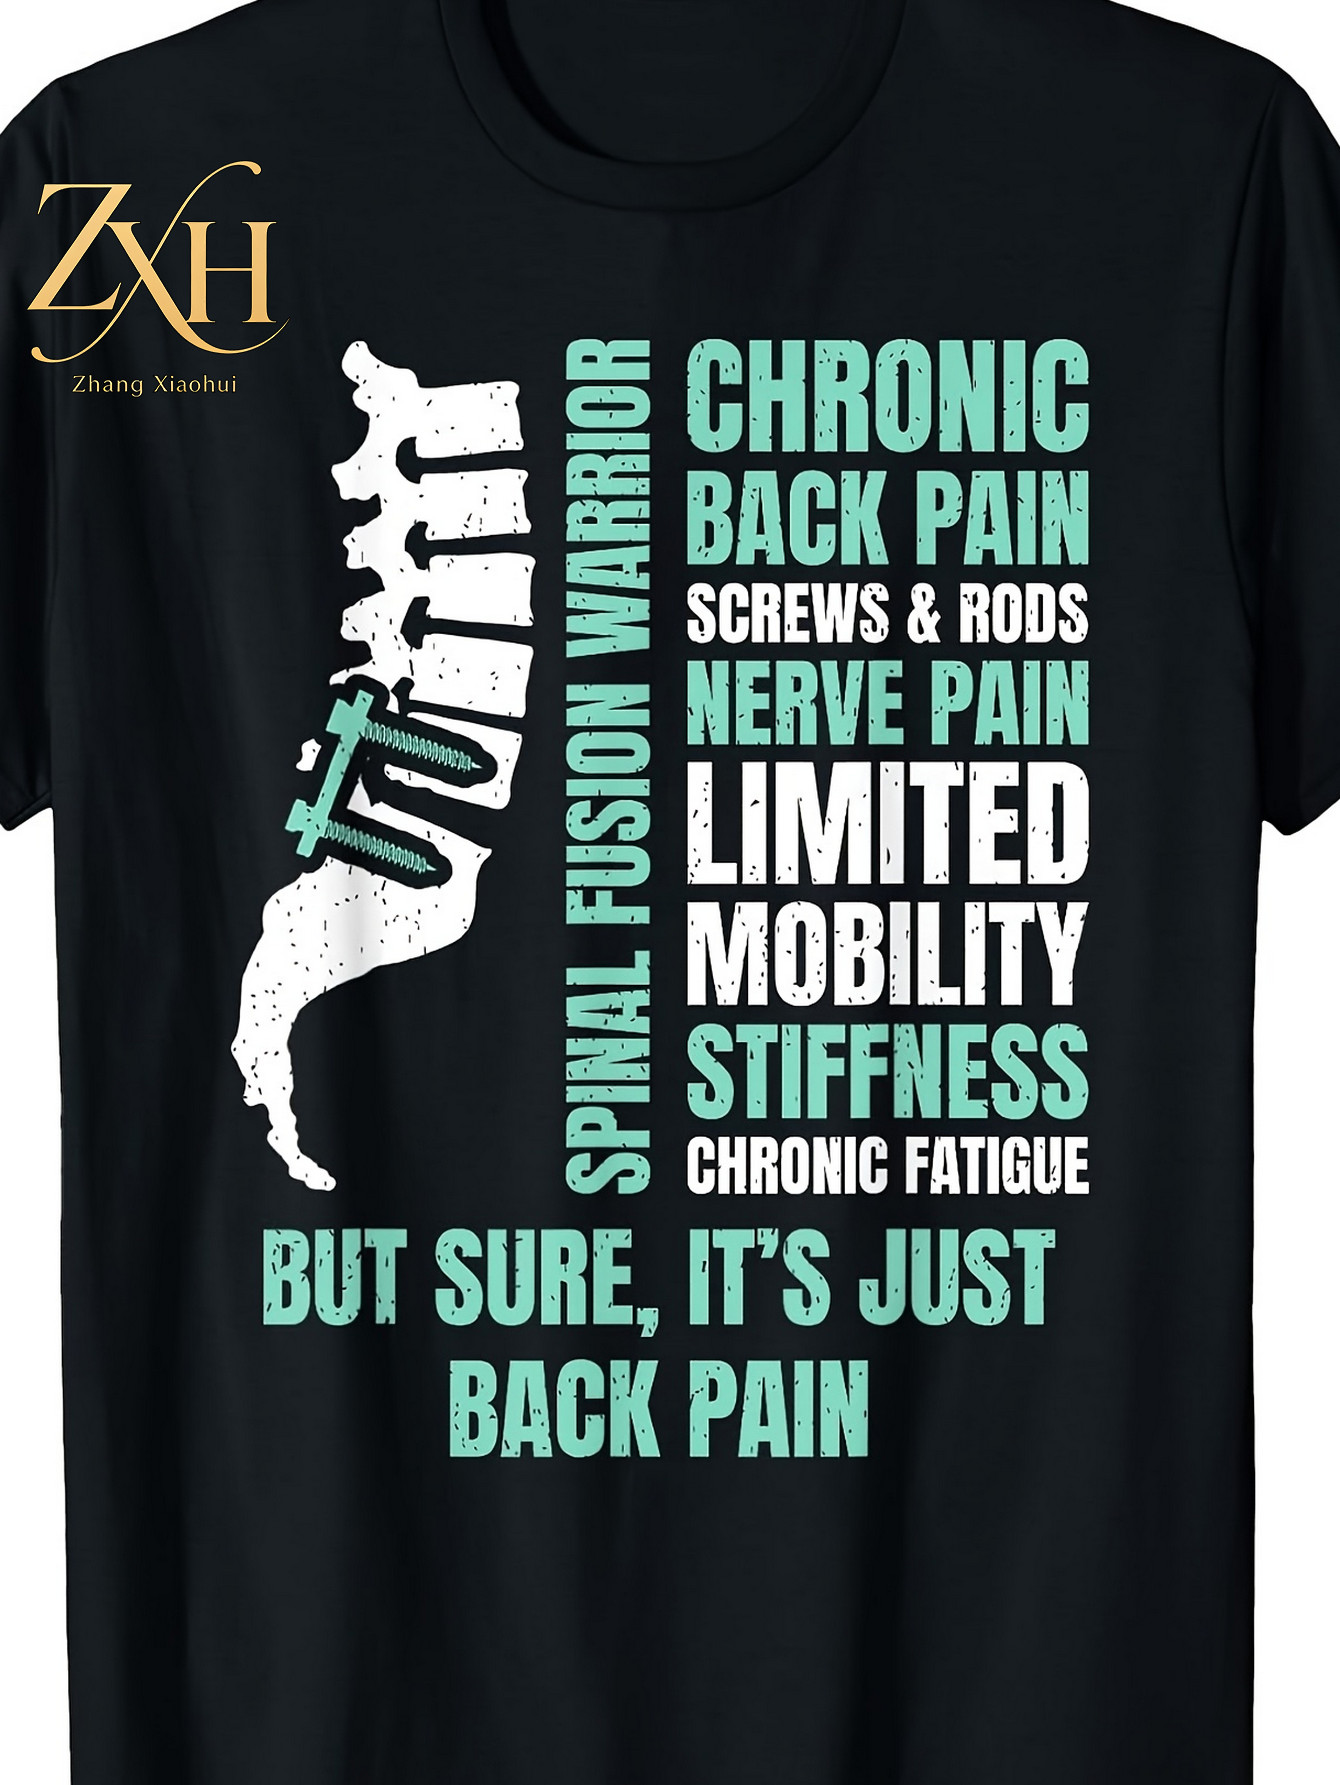 ZXH
Zhang Xiaohui
SPINAL FUSION WARRIOR
CHRONIC
BACK PAIN
SCREWS & RODS
NERVE PAIN
LIMITED
MOBILITY
STIFFNESS
CHRONIC FATIGUE
BUT SURE, IT'S JUST
BACK PAIN